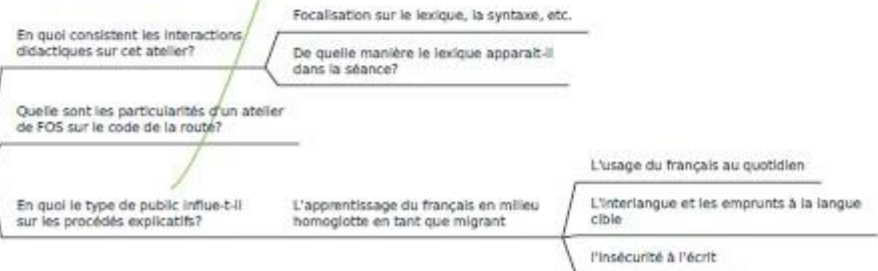 Focalisation sur le lexique, la syntaxe, etc.
En quoi consistent les interactions
didactiques sur cet atelier?
De quelle manière le lexique apparait-il
dans la séance?
Quelle sont les particularités d'un atelier
de FOS sur le code de la route?
En quoi le type de public influe-t-il
sur les procédés explicatifs?
L'apprentissage du français en milieu
homoglotte en tant que migrant
L'usage du français au quotidien
L'interlangue et les emprunts à la langue
cible
l'insécurité à l'écrit